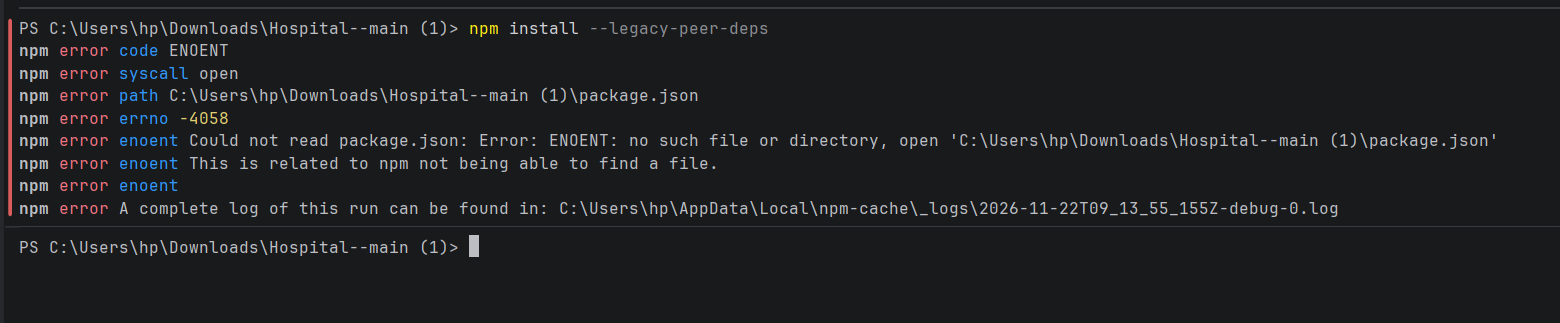 PS C:\Users\hp\Downloads\Hospital--main (1)> npm install --legacy-peer-deps
npm error code ENOENT
npm error syscall open
npm error path C:\Users\hp\Downloads\Hospital--main (1)\package.json
npm error errno -4058
npm error enoent Could not read package.json: Error: ENOENT: no such file or directory, open 'C:\Users\hp\Downloads\Hospital--main (1)\package.json'
npm error enoent This is related to npm not being able to find a file.
npm error enoent
npm error A complete log of this run can be found in: C:\Users\hp\AppData\Local\npm-cache\_logs\2026-11-22T09_13_55_155Z-debug-0.log
PS C:\Users\hp\Downloads\Hospital--main (1)>